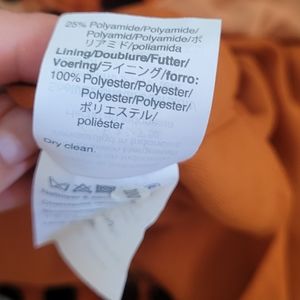 25% Polyamide/Polyamide/
Polyamid/Polyamide/ポ
リアミド/poliamida
Lining/Doublure/Futter/
Voering/ライニング/forro:
100% Polyester/Polyester/
Polyester/Polyester/
ポリエステル/
poliéster
Dry clean.